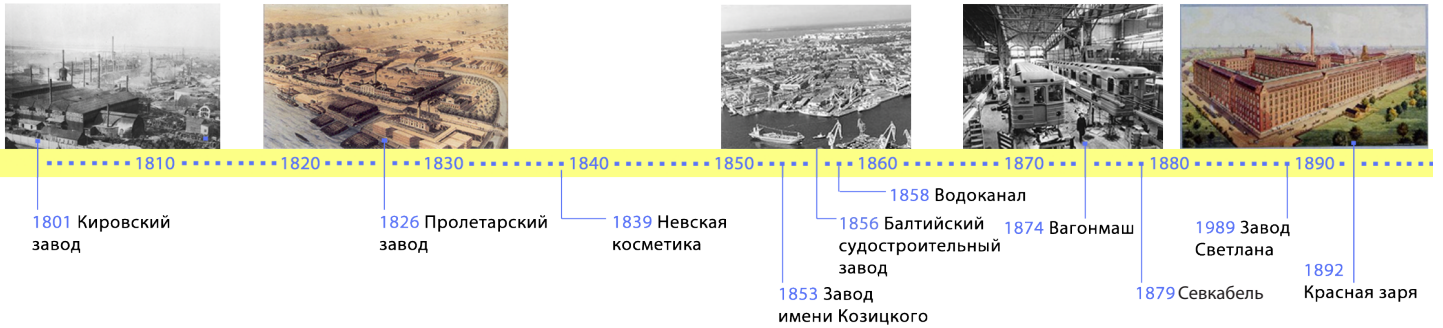 1810 1820 1830 1840 1850 1860 1870 1880 1890
1801 Кировский
завод
1826 Пролетарский
завод
1839 Невская
косметика
1853 Завод
имени Козицкого
1856 Балтийский
судостроительный
завод
1858 Водоканал
1874 Вагонмаш
1879 Севкабель
1989 Завод
Светлана
1892
Красная заря